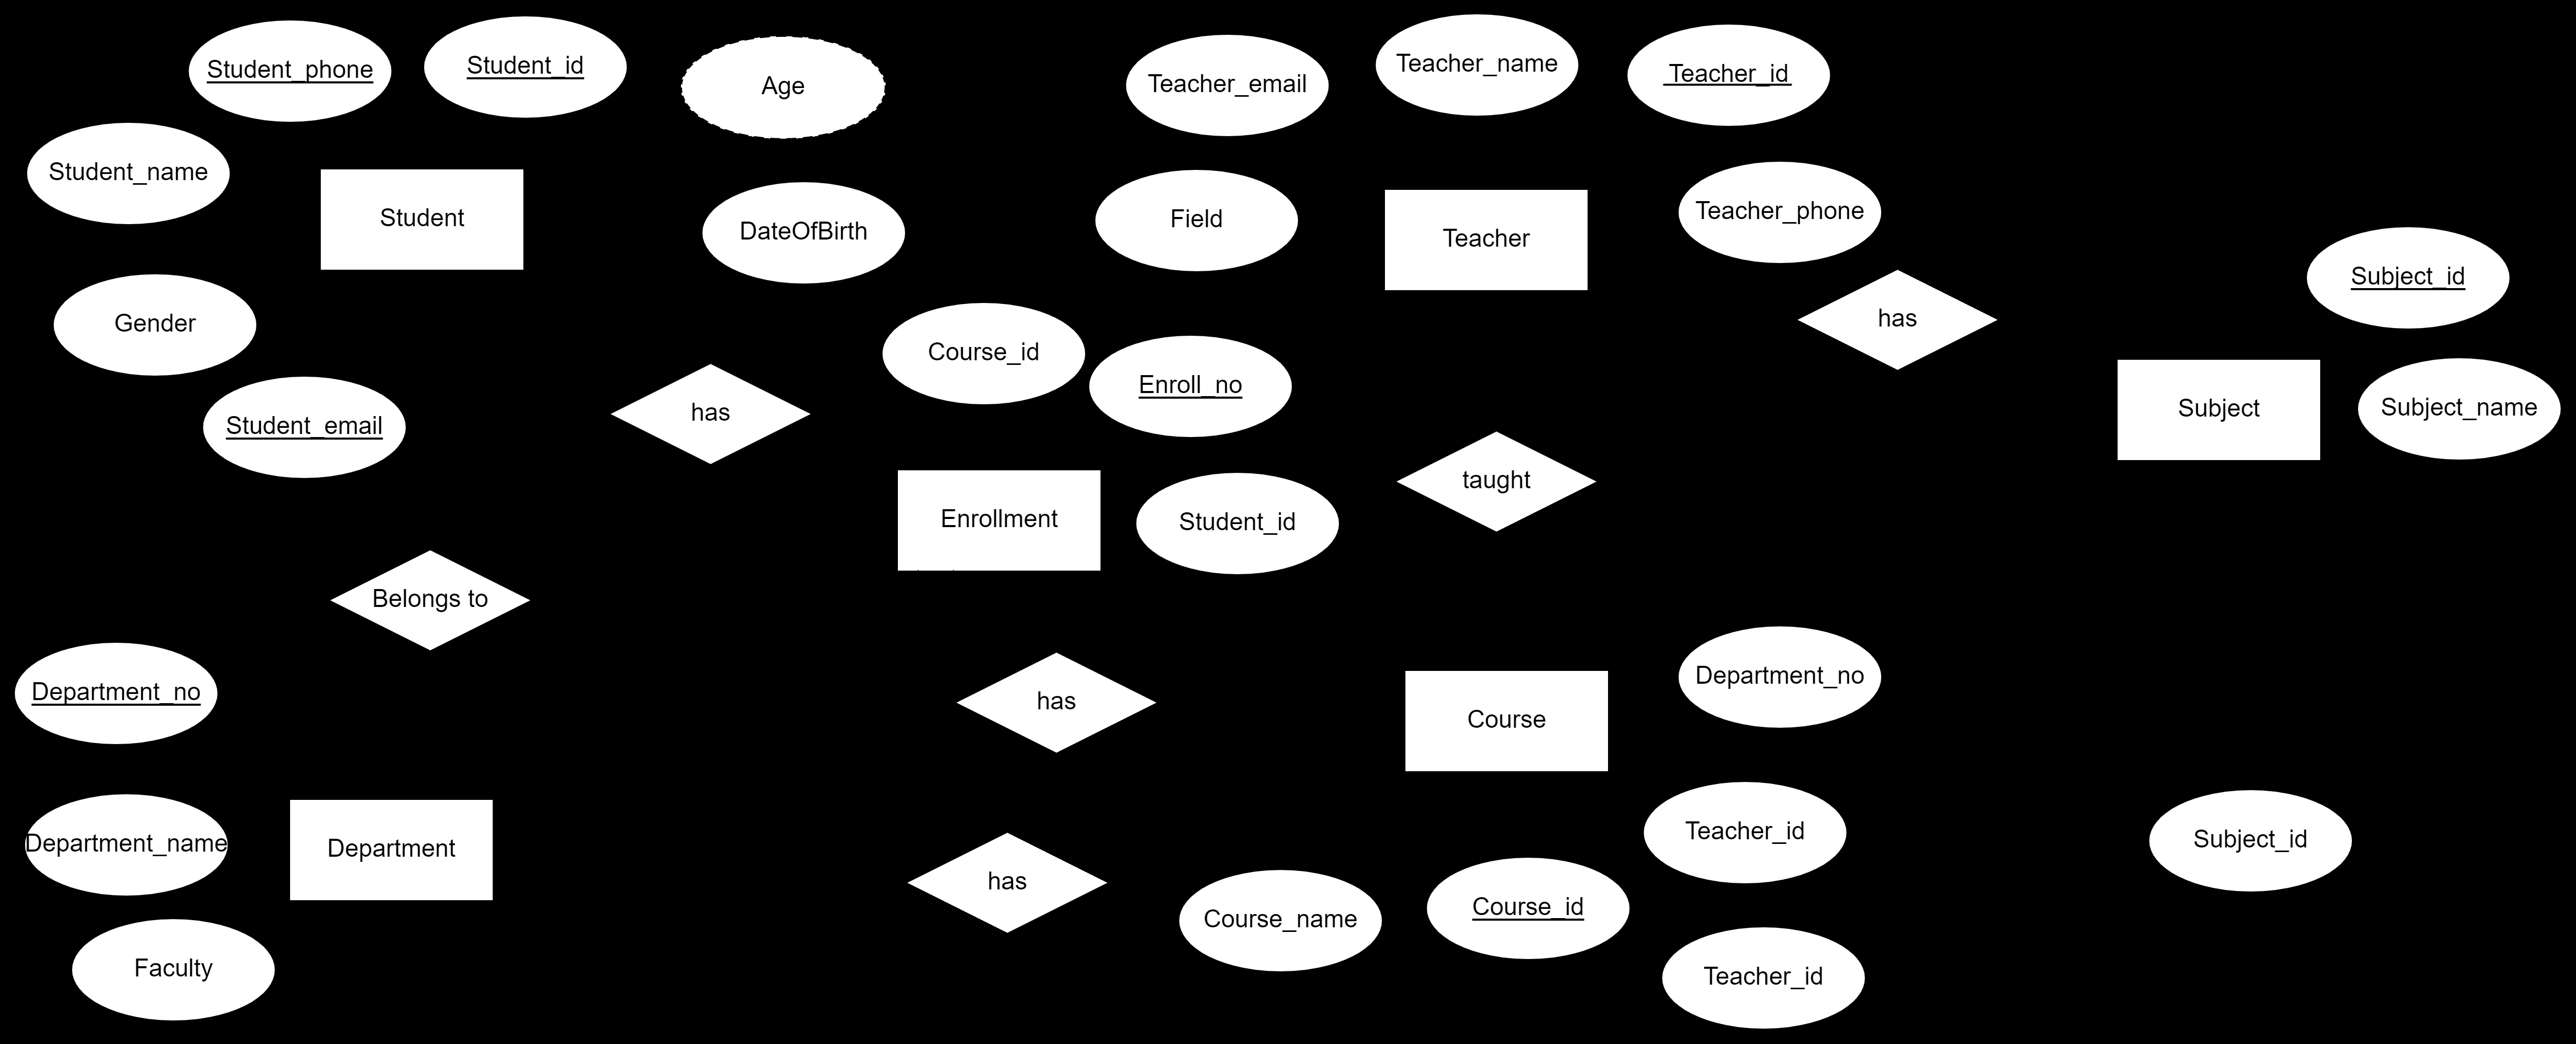 Student_phone
Student_id
Age
Teacher_email
Teacher_name
Teacher_id
Student_name
Student
DateOfBirth
Field
Teacher
Teacher_phone
Subject_id
Gender
has
Course_id
Enroll_no
Subject
Subject_name
Student_email
has
taught
Enrollment
Student_id
Belongs to
Department_no
has
Course
Department_no
Department_name
Department
Teacher_id
Subject_id
has
Course_name
Course_id
Faculty
Teacher_id